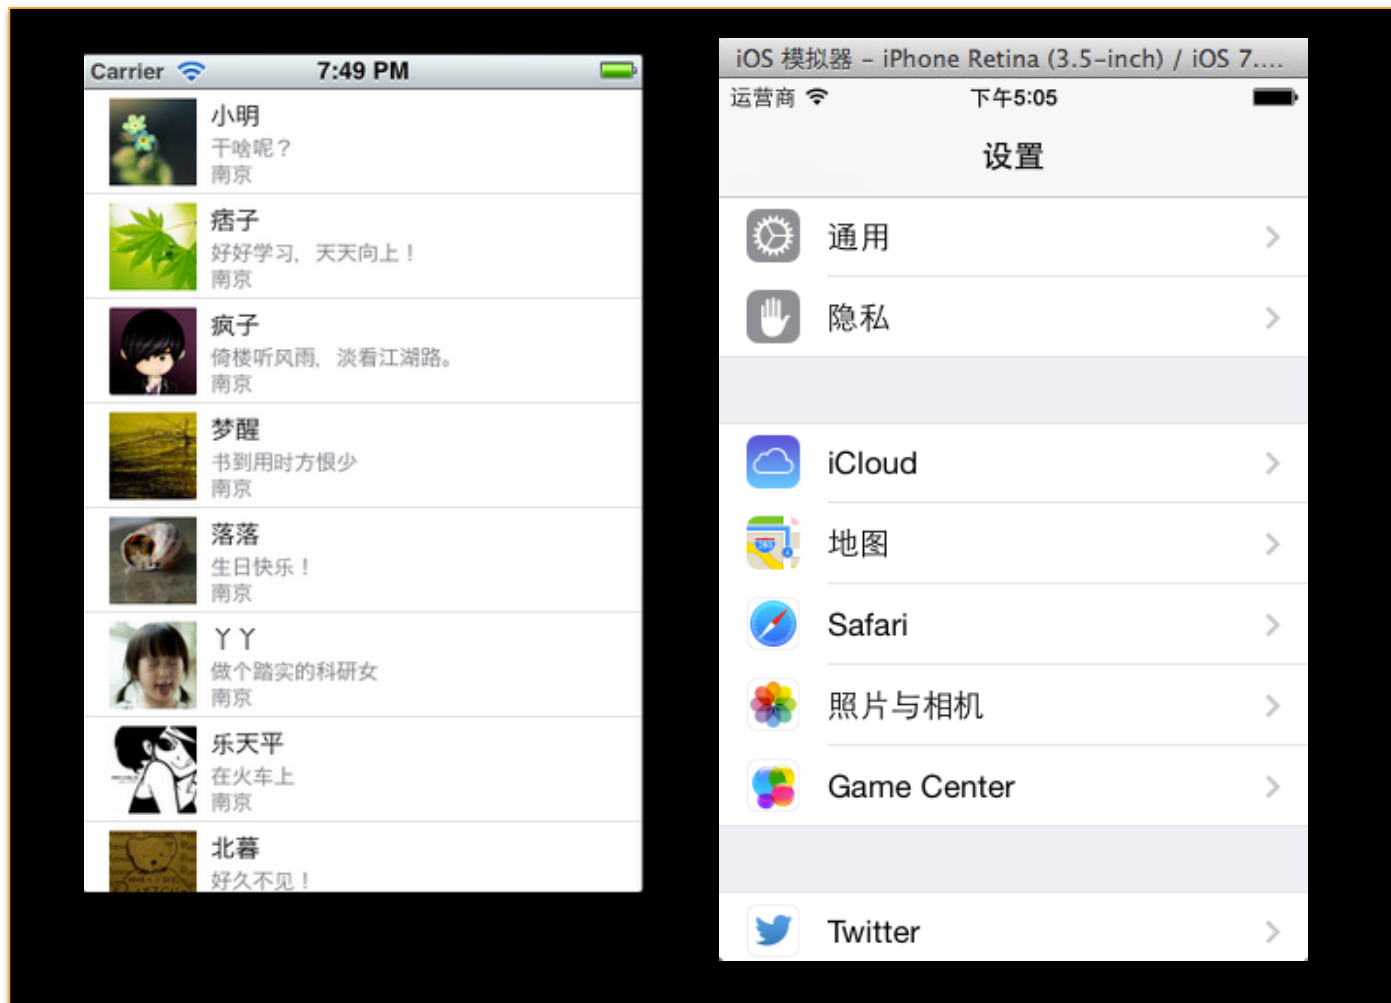 Carrier 7:49 PM
小明
干啥呢？
南京
痞子
好好学习，天天向上！
南京
疯子
倚楼听风雨，淡看江湖路。
南京
梦醒
书到用时方恨少
南京
落落
生日快乐！
南京
丫丫
做个踏实的科研女
南京
乐天平
在火车上
南京
北暮
好久不见！
iOS 模拟器 - iPhone Retina (3.5-inch) / iOS 7....
运营商 下午5:05
设置
通用
隐私
iCloud
地图
Safari
照片与相机
Game Center
Twitter